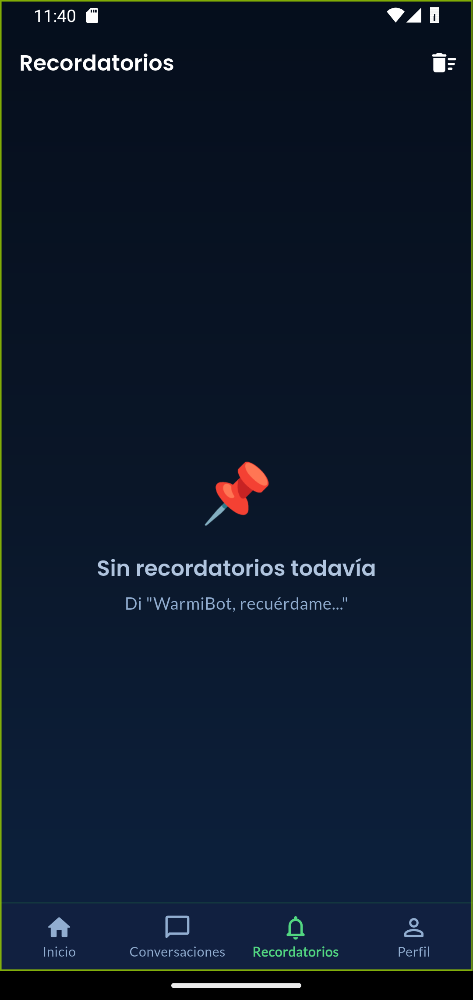 11:40
Recordatorios
Sin recordatorios todavía
Di "WarmiBot, recuérdame..."
Inicio
Conversaciones
Recordatorios
Perfil